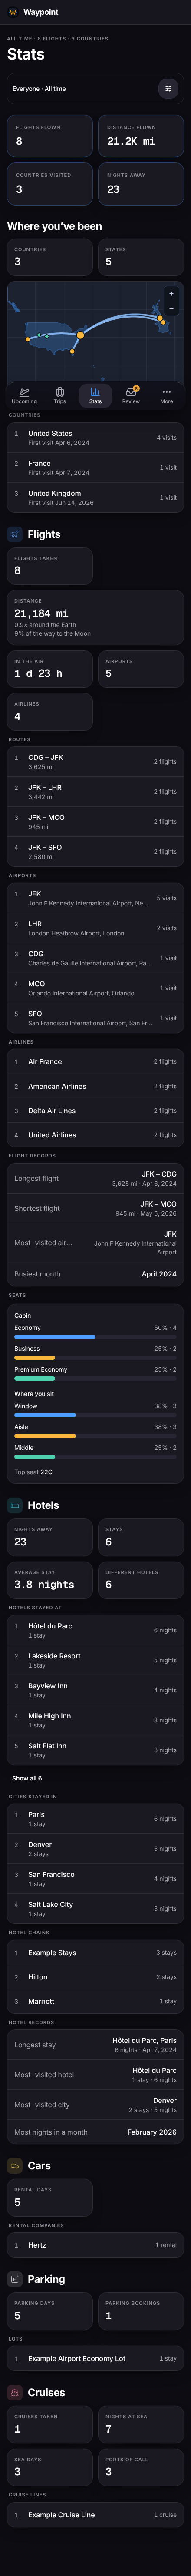 Waypoint
ALL TIME · 8 FLIGHTS · 3 COUNTRIES
Stats
Everyone · All time
FLIGHTS FLOWN
8
DISTANCE FLOWN
21.2K mi
COUNTRIES VISITED
3
NIGHTS AWAY
23
Where you've been
COUNTRIES
3
STATES
5
+
−
Upcoming
Trips
Stats
Review
More
COUNTRIES
1 United States 4 visits
First visit Apr 6, 2024
2 France 1 visit
First visit Apr 7, 2024
3 United Kingdom 1 visit
First visit Jun 14, 2026
Flights
FLIGHTS TAKEN
8
DISTANCE
21,184 mi
0.9× around the Earth
9% of the way to the Moon
IN THE AIR
1 d 23 h
AIRPORTS
5
AIRLINES
4
ROUTES
1 CDG – JFK 2 flights
3,625 mi
2 JFK – LHR 2 flights
3,442 mi
3 JFK – MCO 2 flights
945 mi
4 JFK – SFO 2 flights
2,580 mi
AIRPORTS
1 JFK 5 visits
John F Kennedy International Airport, Ne...
2 LHR 2 visits
London Heathrow Airport, London
3 CDG 1 visit
Charles de Gaulle International Airport, Pa...
4 MCO 1 visit
Orlando International Airport, Orlando
5 SFO 1 visit
San Francisco International Airport, San Fr...
AIRLINES
1 Air France 2 flights
2 American Airlines 2 flights
3 Delta Air Lines 2 flights
4 United Airlines 2 flights
FLIGHT RECORDS
Longest flight JFK – CDG
3,625 mi · Apr 6, 2024
Shortest flight JFK – MCO
945 mi · May 5, 2026
Most-visited air... JFK
John F Kennedy International
Airport
Busiest month April 2024
SEATS
Cabin
Economy 50% · 4
Business 25% · 2
Premium Economy 25% · 2
Where you sit
Window 38% · 3
Aisle 38% · 3
Middle 25% · 2
Top seat 22C
Hotels
NIGHTS AWAY
23
STAYS
6
AVERAGE STAY
3.8 nights
DIFFERENT HOTELS
6
HOTELS STAYED AT
1 Hôtel du Parc 6 nights
1 stay
2 Lakeside Resort 5 nights
1 stay
3 Bayview Inn 4 nights
1 stay
4 Mile High Inn 3 nights
1 stay
5 Salt Flat Inn 3 nights
1 stay
Show all 6
CITIES STAYED IN
1 Paris 6 nights
1 stay
2 Denver 5 nights
2 stays
3 San Francisco 4 nights
1 stay
4 Salt Lake City 3 nights
1 stay
HOTEL CHAINS
1 Example Stays 3 stays
2 Hilton 2 stays
3 Marriott 1 stay
HOTEL RECORDS
Longest stay Hôtel du Parc, Paris
6 nights · Apr 7, 2024
Most-visited hotel Hôtel du Parc
1 stay · 6 nights
Most-visited city Denver
2 stays · 5 nights
Most nights in a month February 2026
Cars
RENTAL DAYS
5
RENTAL COMPANIES
1 Hertz 1 rental
Parking
PARKING DAYS
5
PARKING BOOKINGS
1
LOTS
1 Example Airport Economy Lot 1 stay
Cruises
CRUISES TAKEN
1
NIGHTS AT SEA
7
SEA DAYS
3
PORTS OF CALL
3
CRUISE LINES
1 Example Cruise Line 1 cruise